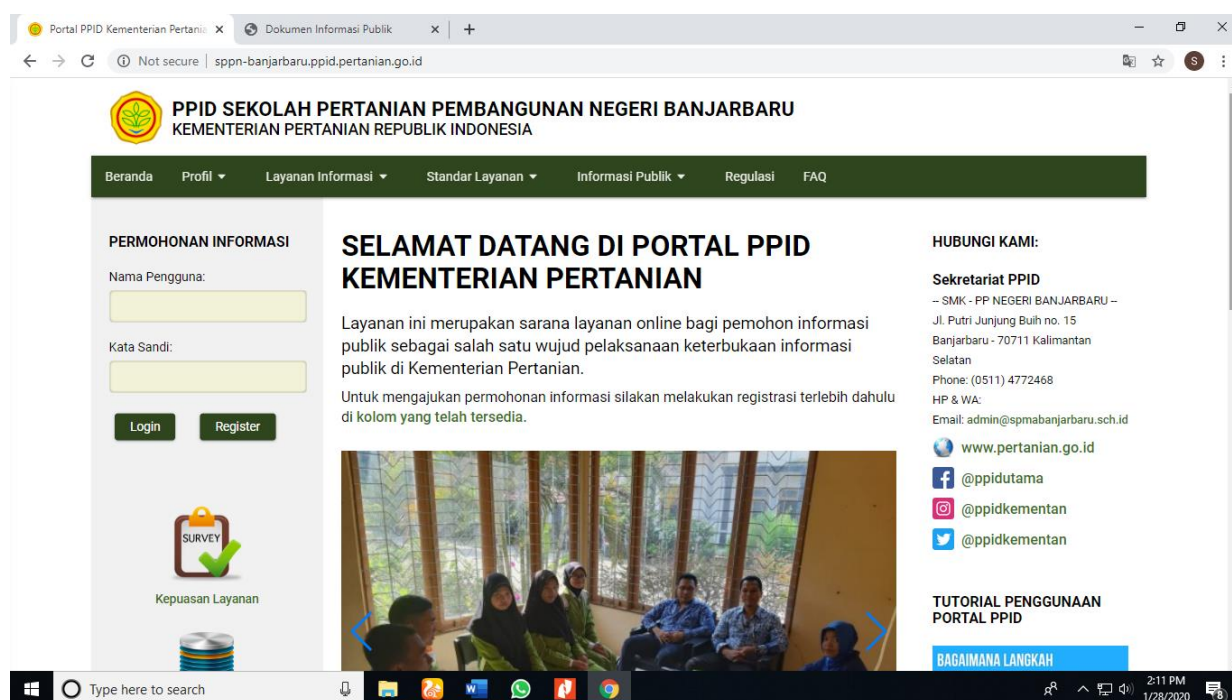 Portal PPID Kementerian Pertania
Dokumen Informasi Publik
Not secure | sppn-banjarbaru.ppid.pertanian.go.id
S
PPID SEKOLAH PERTANIAN PEMBANGUNAN NEGERI BANJARBARU
KEMENTERIAN PERTANIAN REPUBLIK INDONESIA
Beranda Profil Layanan Informasi Standar Layanan Informasi Publik Regulasi FAQ
PERMOHONAN INFORMASI
Nama Pengguna:
Kata Sandi:
Login Register
SURVEY
Kepuasan Layanan
SELAMAT DATANG DI PORTAL PPID
KEMENTERIAN PERTANIAN
Layanan ini merupakan sarana layanan online bagi pemohon informasi
publik sebagai salah satu wujud pelaksanaan keterbukaan informasi
publik di Kementerian Pertanian.
Untuk mengajukan permohonan informasi silakan melakukan registrasi terlebih dahulu
di kolom yang telah tersedia.
HUBUNGI KAMI:
Sekretariat PPID
-- SMK - PP NEGERI BANJARBARU --
Jl. Putri Junjung Buih no. 15
Banjarbaru - 70711 Kalimantan
Selatan
Phone: (0511) 4772468
HP & WA:
Email: admin@spmabanjarbaru.sch.id
www.pertanian.go.id
@ppidutama
@ppidkementan
@ppidkementan
TUTORIAL PENGGUNAAN
PORTAL PPID
BAGAIMANA LANGKAH
Type here to search
2:11 PM
1/28/2020